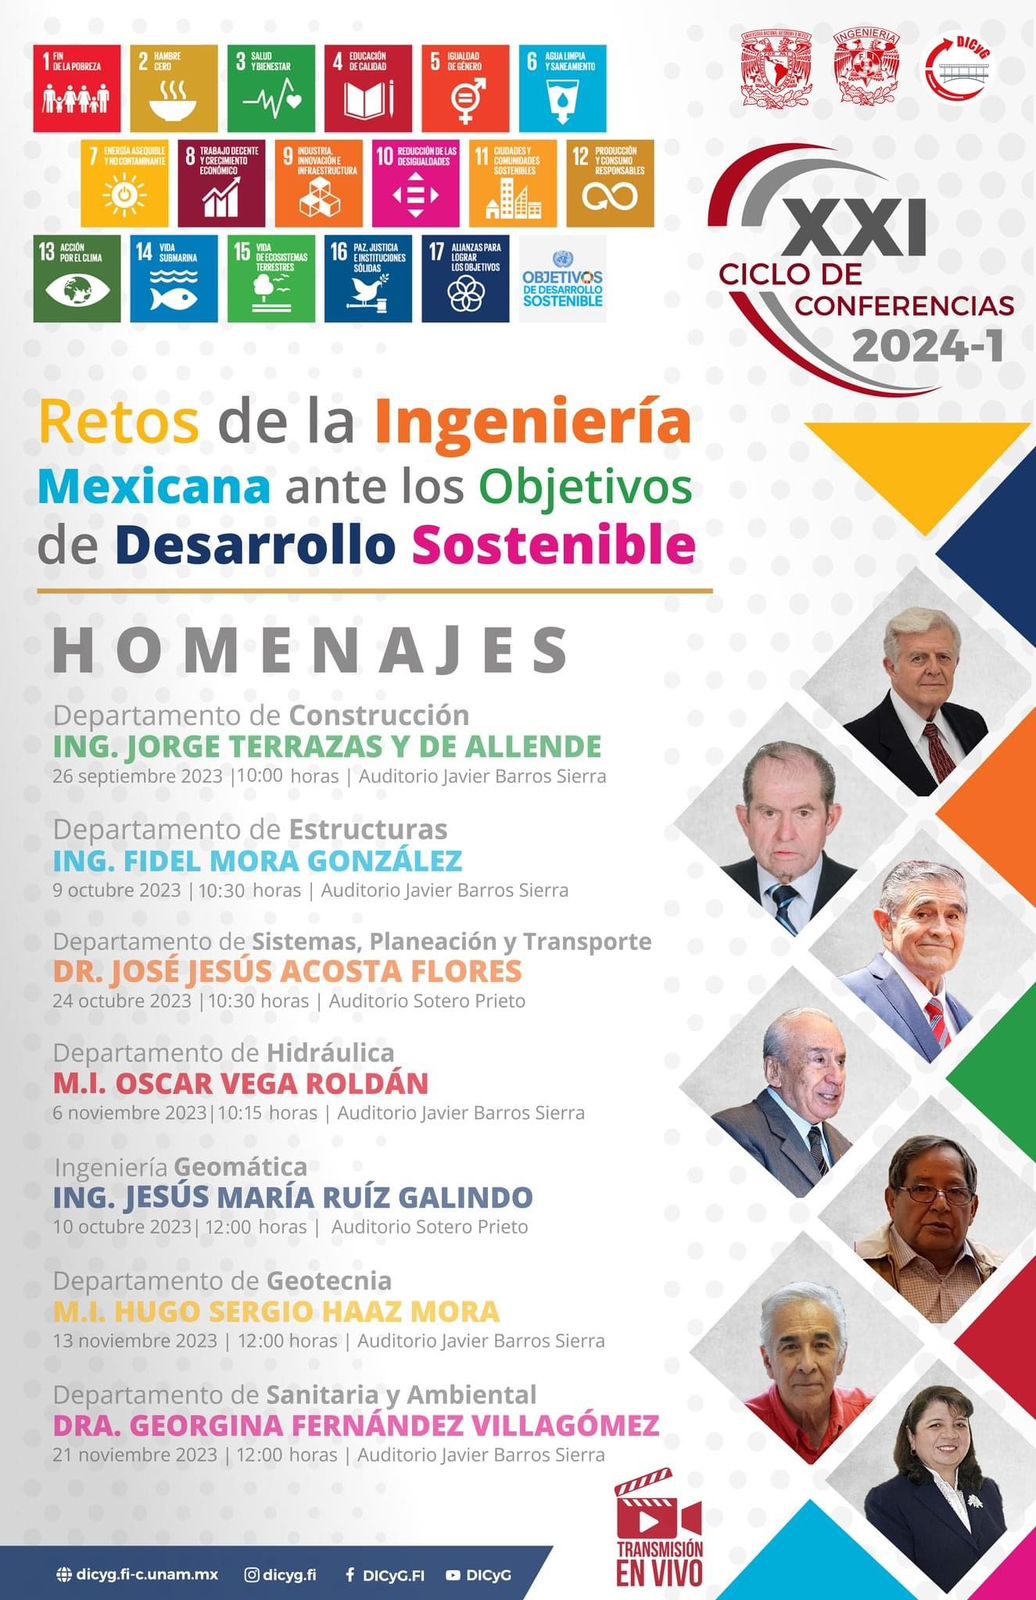 1 FIN
DE LA POBREZA
2 HAMBRE
CERO
3 SALUD
Y BIENESTAR
4 EDUCACIÓN
DE CALIDAD
5 IGUALDAD
DE GÉNERO
6 AGUA LIMPIA
Y SANEAMIENTO
7 ENERGÍA ASEQUIBLE
Y NO CONTAMINANTE
8 TRABAJO DECENTE
Y CRECIMIENTO
ECONÓMICO
9 INDUSTRIA,
INNOVACIÓN E
INFRAESTRUCTURA
10 REDUCCIÓN DE LAS
DESIGUALDADES
11 CIUDADES Y
COMUNIDADES
SOSTENIBLES
12 PRODUCCIÓN
Y CONSUMO
RESPONSABLES
13 ACCIÓN
POR EL CLIMA
14 VIDA
SUBMARINA
15 VIDA
DE ECOSISTEMAS
TERRESTRES
16 PAZ, JUSTICIA
E INSTITUCIONES
SÓLIDAS
17 ALIANZAS PARA
LOGRAR
LOS OBJETIVOS
OBJETIVOS
DE DESARROLLO
SOSTENIBLE
INGENIERIA
DICyG
XXI
CICLO DE
CONFERENCIAS
2024-1
Retos de la Ingeniería
Mexicana ante los Objetivos
de Desarrollo Sostenible
HOMENAJES
Departamento de Construcción
ING. JORGE TERRAZAS Y DE ALLENDE
26 septiembre 2023 |10:00 horas | Auditorio Javier Barros Sierra
Departamento de Estructuras
ING. FIDEL MORA GONZÁLEZ
9 octubre 2023 |10:30 horas | Auditorio Javier Barros Sierra
Departamento de Sistemas, Planeación y Transporte
DR. JOSÉ JESÚS ACOSTA FLORES
24 octubre 2023 |10:30 horas | Auditorio Sotero Prieto
Departamento de Hidráulica
M.I. OSCAR VEGA ROLDÁN
6 noviembre 2023|10:15 horas | Auditorio Javier Barros Sierra
Ingeniería Geomática
ING. JESÚS MARÍA RUÍZ GALINDO
10 octubre 2023| 12:00 horas | Auditorio Sotero Prieto
Departamento de Geotecnia
M.I. HUGO SERGIO HAAZ MORA
13 noviembre 2023 | 12:00 horas | Auditorio Javier Barros Sierra
Departamento de Sanitaria y Ambiental
DRA. GEORGINA FERNÁNDEZ VILLAGÓMEZ
21 noviembre 2023 | 12:00 horas | Auditorio Javier Barros Sierra
TRANSMISIÓN
EN VIVO
dicyg.fi-c.unam.mx
dicyg.fi
DICyG.FI
DICyG